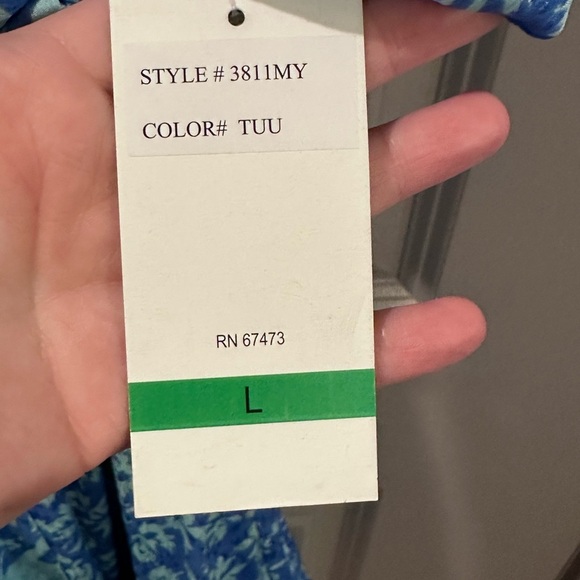 STYLE # 3811MY
COLOR# TUU
RN 67473
L